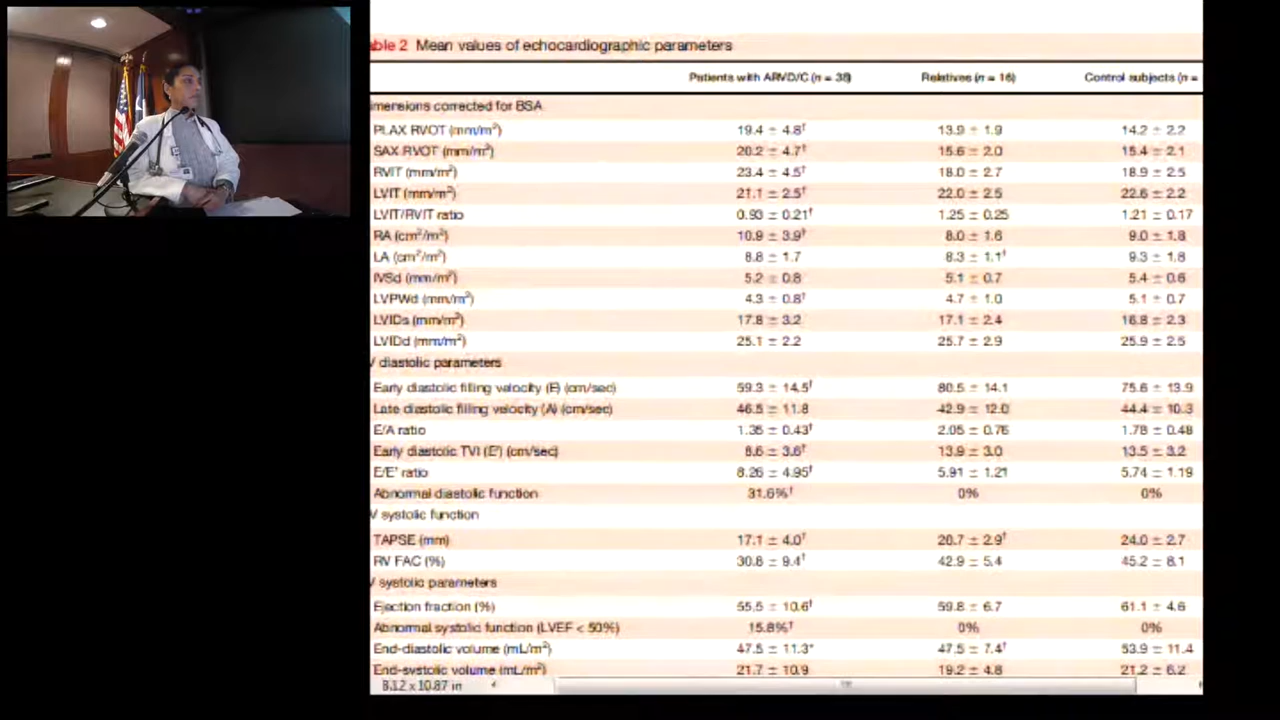 ble 2 Mean values of echocardiographic parameters
Patients with ARVD/C (n = 38) Relatives (n = 16) Control subjects (n =
imensions corrected for BSA
PLAX RVOT (mm/m²) 19.4 ± 4.8† 13.9 ± 1.9 14.2 ± 2.2
SAX RVOT (mm/m²) 20.2 ± 4.7† 15.6 ± 2.0 15.4 ± 2.1
RVIT (mm/m²) 23.4 ± 4.5† 18.0 ± 2.7 18.9 ± 2.5
LVIT (mm/m²) 21.1 ± 2.5† 22.0 ± 2.5 22.6 ± 2.2
LVIT/RVIT ratio 0.93 ± 0.21† 1.25 ± 0.25 1.21 ± 0.17
RA (cm²/m²) 10.9 ± 3.9† 8.0 ± 1.6 9.0 ± 1.8
LA (cm²/m²) 8.8 ± 1.7 8.3 ± 1.1† 9.3 ± 1.8
IVSd (mm/m²) 5.2 ± 0.8 5.1 ± 0.7 5.4 ± 0.6
LVPWd (mm/m²) 4.3 ± 0.8† 4.7 ± 1.0 5.1 ± 0.7
LVIDs (mm/m²) 17.8 ± 3.2 17.1 ± 2.4 16.8 ± 2.3
LVIDd (mm/m²) 25.1 ± 2.2 25.7 ± 2.9 25.9 ± 2.5
V diastolic parameters
Early diastolic filling velocity (E) (cm/sec) 59.3 ± 14.5† 80.5 ± 14.1 75.6 ± 13.9
Late diastolic filling velocity (A) (cm/sec) 46.5 ± 11.8 42.9 ± 12.0 44.4 ± 10.3
E/A ratio 1.35 ± 0.43† 2.05 ± 0.76 1.78 ± 0.48
Early diastolic TVI (E') (cm/sec) 8.6 ± 3.6† 13.9 ± 3.0 13.5 ± 3.2
E/E' ratio 8.26 ± 4.95† 5.91 ± 1.21 5.74 ± 1.19
Abnormal diastolic function 31.6%† 0% 0%
V systolic function
TAPSE (mm) 17.1 ± 4.0† 20.7 ± 2.9† 24.0 ± 2.7
RV FAC (%) 30.8 ± 9.4† 42.9 ± 5.4 45.2 ± 8.1
V systolic parameters
Ejection fraction (%) 55.5 ± 10.6† 59.8 ± 6.7 61.1 ± 4.6
Abnormal systolic function (LVEF < 50%) 15.8%† 0% 0%
End-diastolic volume (mL/m²) 47.5 ± 11.3* 47.5 ± 7.4† 53.9 ± 11.4
End-systolic volume (mL/m²) 21.7 ± 10.9 19.2 ± 4.8 21.2 ± 6.2
8.12 x 10.87 in